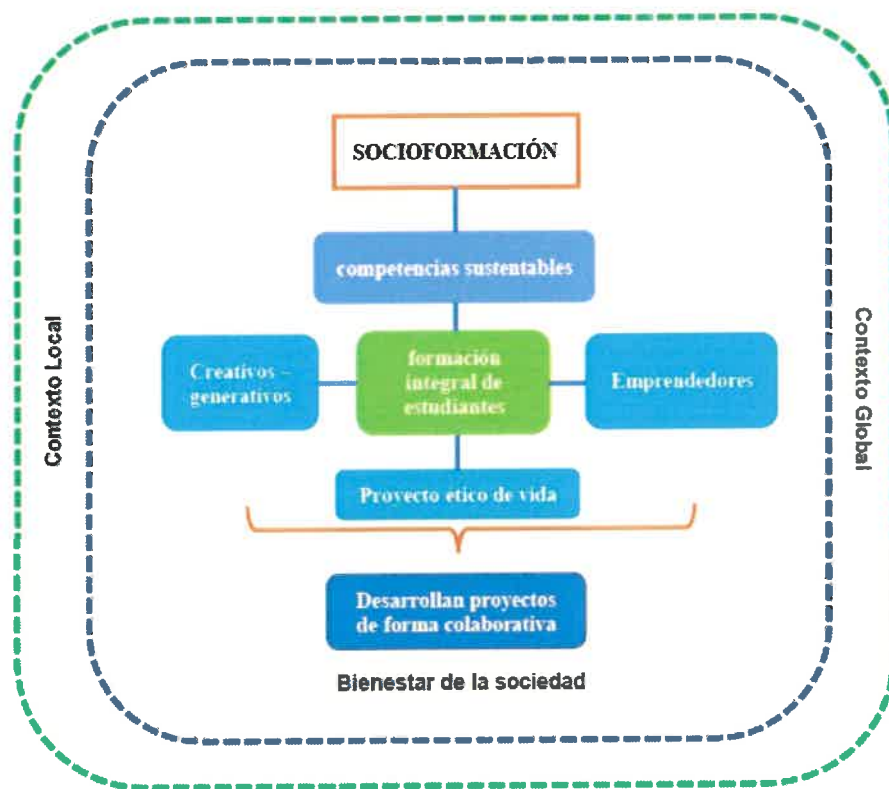 SOCIOFORMACIÓN
competencias sustentables
Contexto Local
Creativos –
generativos
formación
integral de
estudiantes
Emprendedores
Contexto Global
Proyecto etico de vida
Desarrollan proyectos
de forma colaborativa
Bienestar de la sociedad